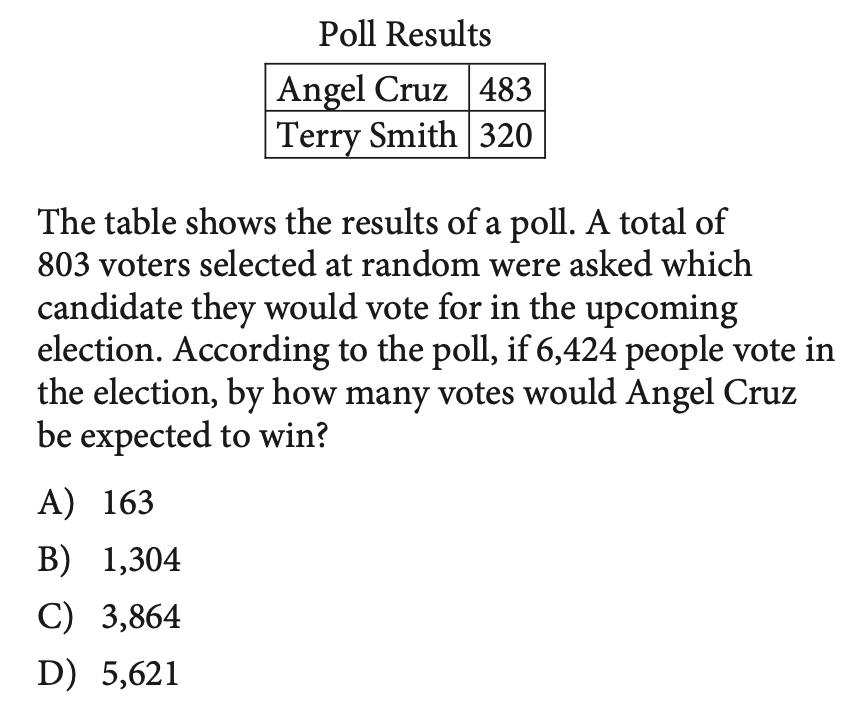 Poll Results
Angel Cruz 483
Terry Smith 320
The table shows the results of a poll. A total of
803 voters selected at random were asked which
candidate they would vote for in the upcoming
election. According to the poll, if 6,424 people vote in
the election, by how many votes would Angel Cruz
be expected to win?
A) 163
B) 1,304
C) 3,864
D) 5,621